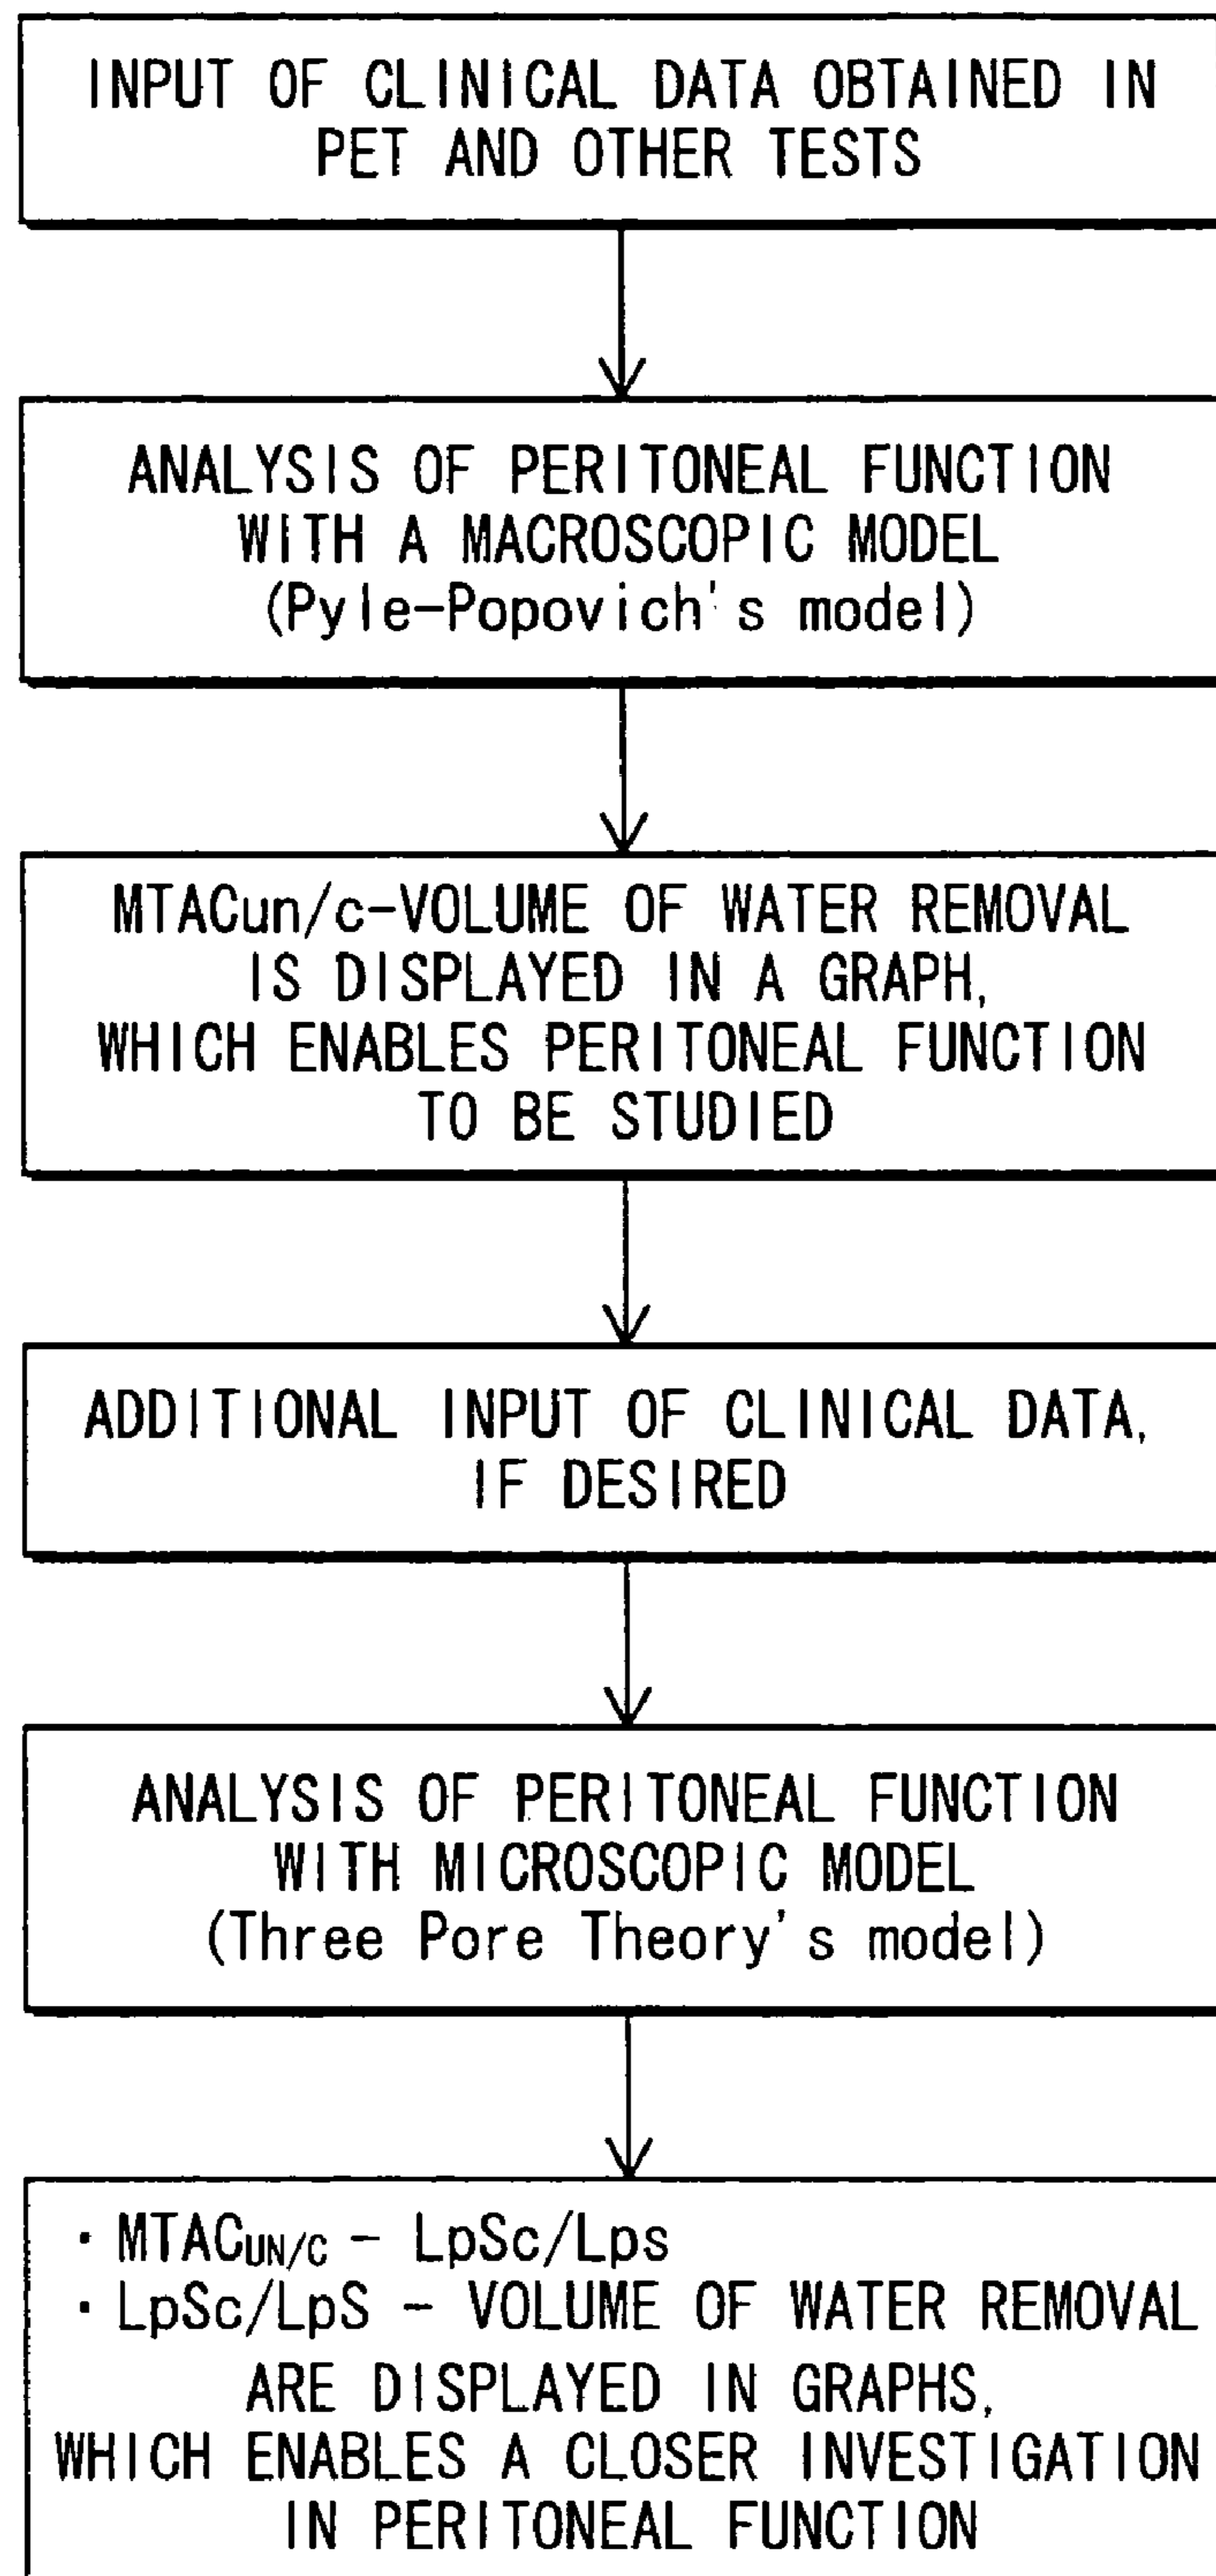 INPUT OF CLINICAL DATA OBTAINED IN
PET AND OTHER TESTS
ANALYSIS OF PERITONEAL FUNCTION
WITH A MACROSCOPIC MODEL
(Pyle-Popovich's model)
MTACun/c-VOLUME OF WATER REMOVAL
IS DISPLAYED IN A GRAPH,
WHICH ENABLES PERITONEAL FUNCTION
TO BE STUDIED
ADDITIONAL INPUT OF CLINICAL DATA,
IF DESIRED
ANALYSIS OF PERITONEAL FUNCTION
WITH MICROSCOPIC MODEL
(Three Pore Theory's model)
· MTACUN/C - LpSc/Lps
· LpSc/LpS - VOLUME OF WATER REMOVAL
ARE DISPLAYED IN GRAPHS,
WHICH ENABLES A CLOSER INVESTIGATION
IN PERITONEAL FUNCTION